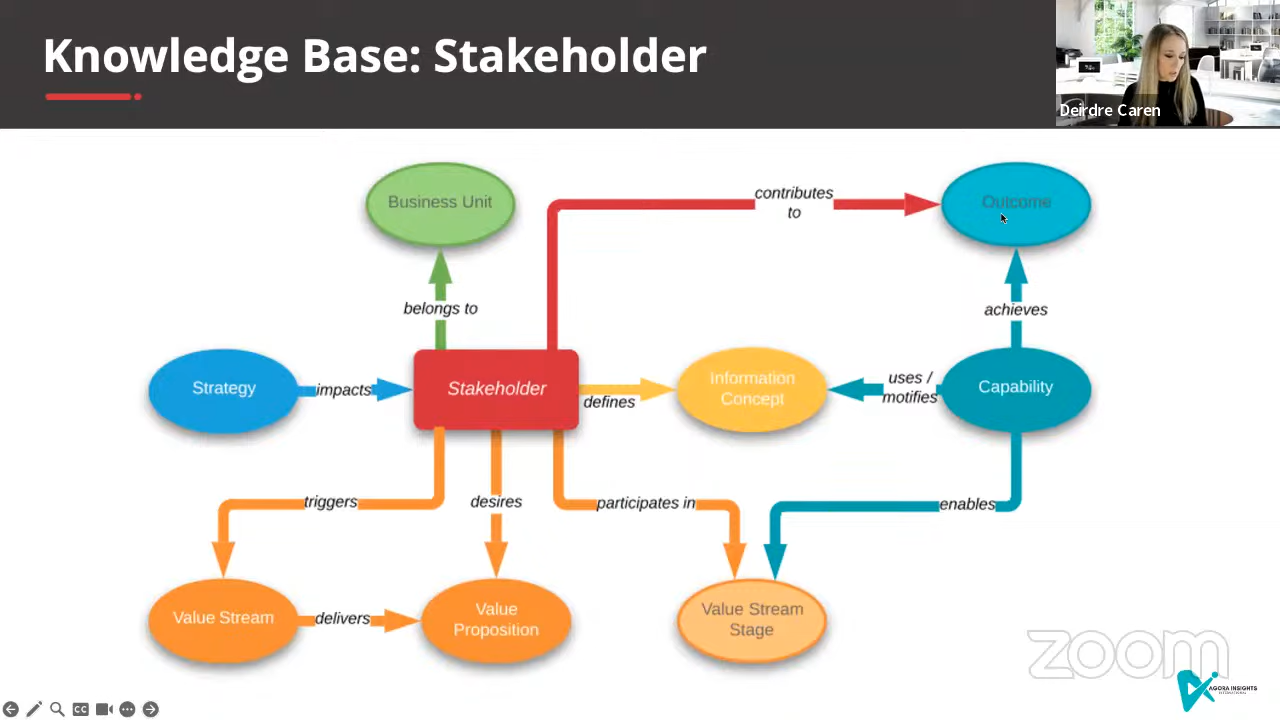 Knowledge Base: Stakeholder
Deirdre Caren
Business Unit
contributes
to
Outcome
belongs to
achieves
Strategy
impacts
Stakeholder
defines
Information
Concept
uses /
motifies
Capability
triggers
desires
participates in
enables
Value Stream
delivers
Value
Proposition
Value Stream
Stage
zoom
AGORA INSIGHTS
INTERNATIONAL
CC